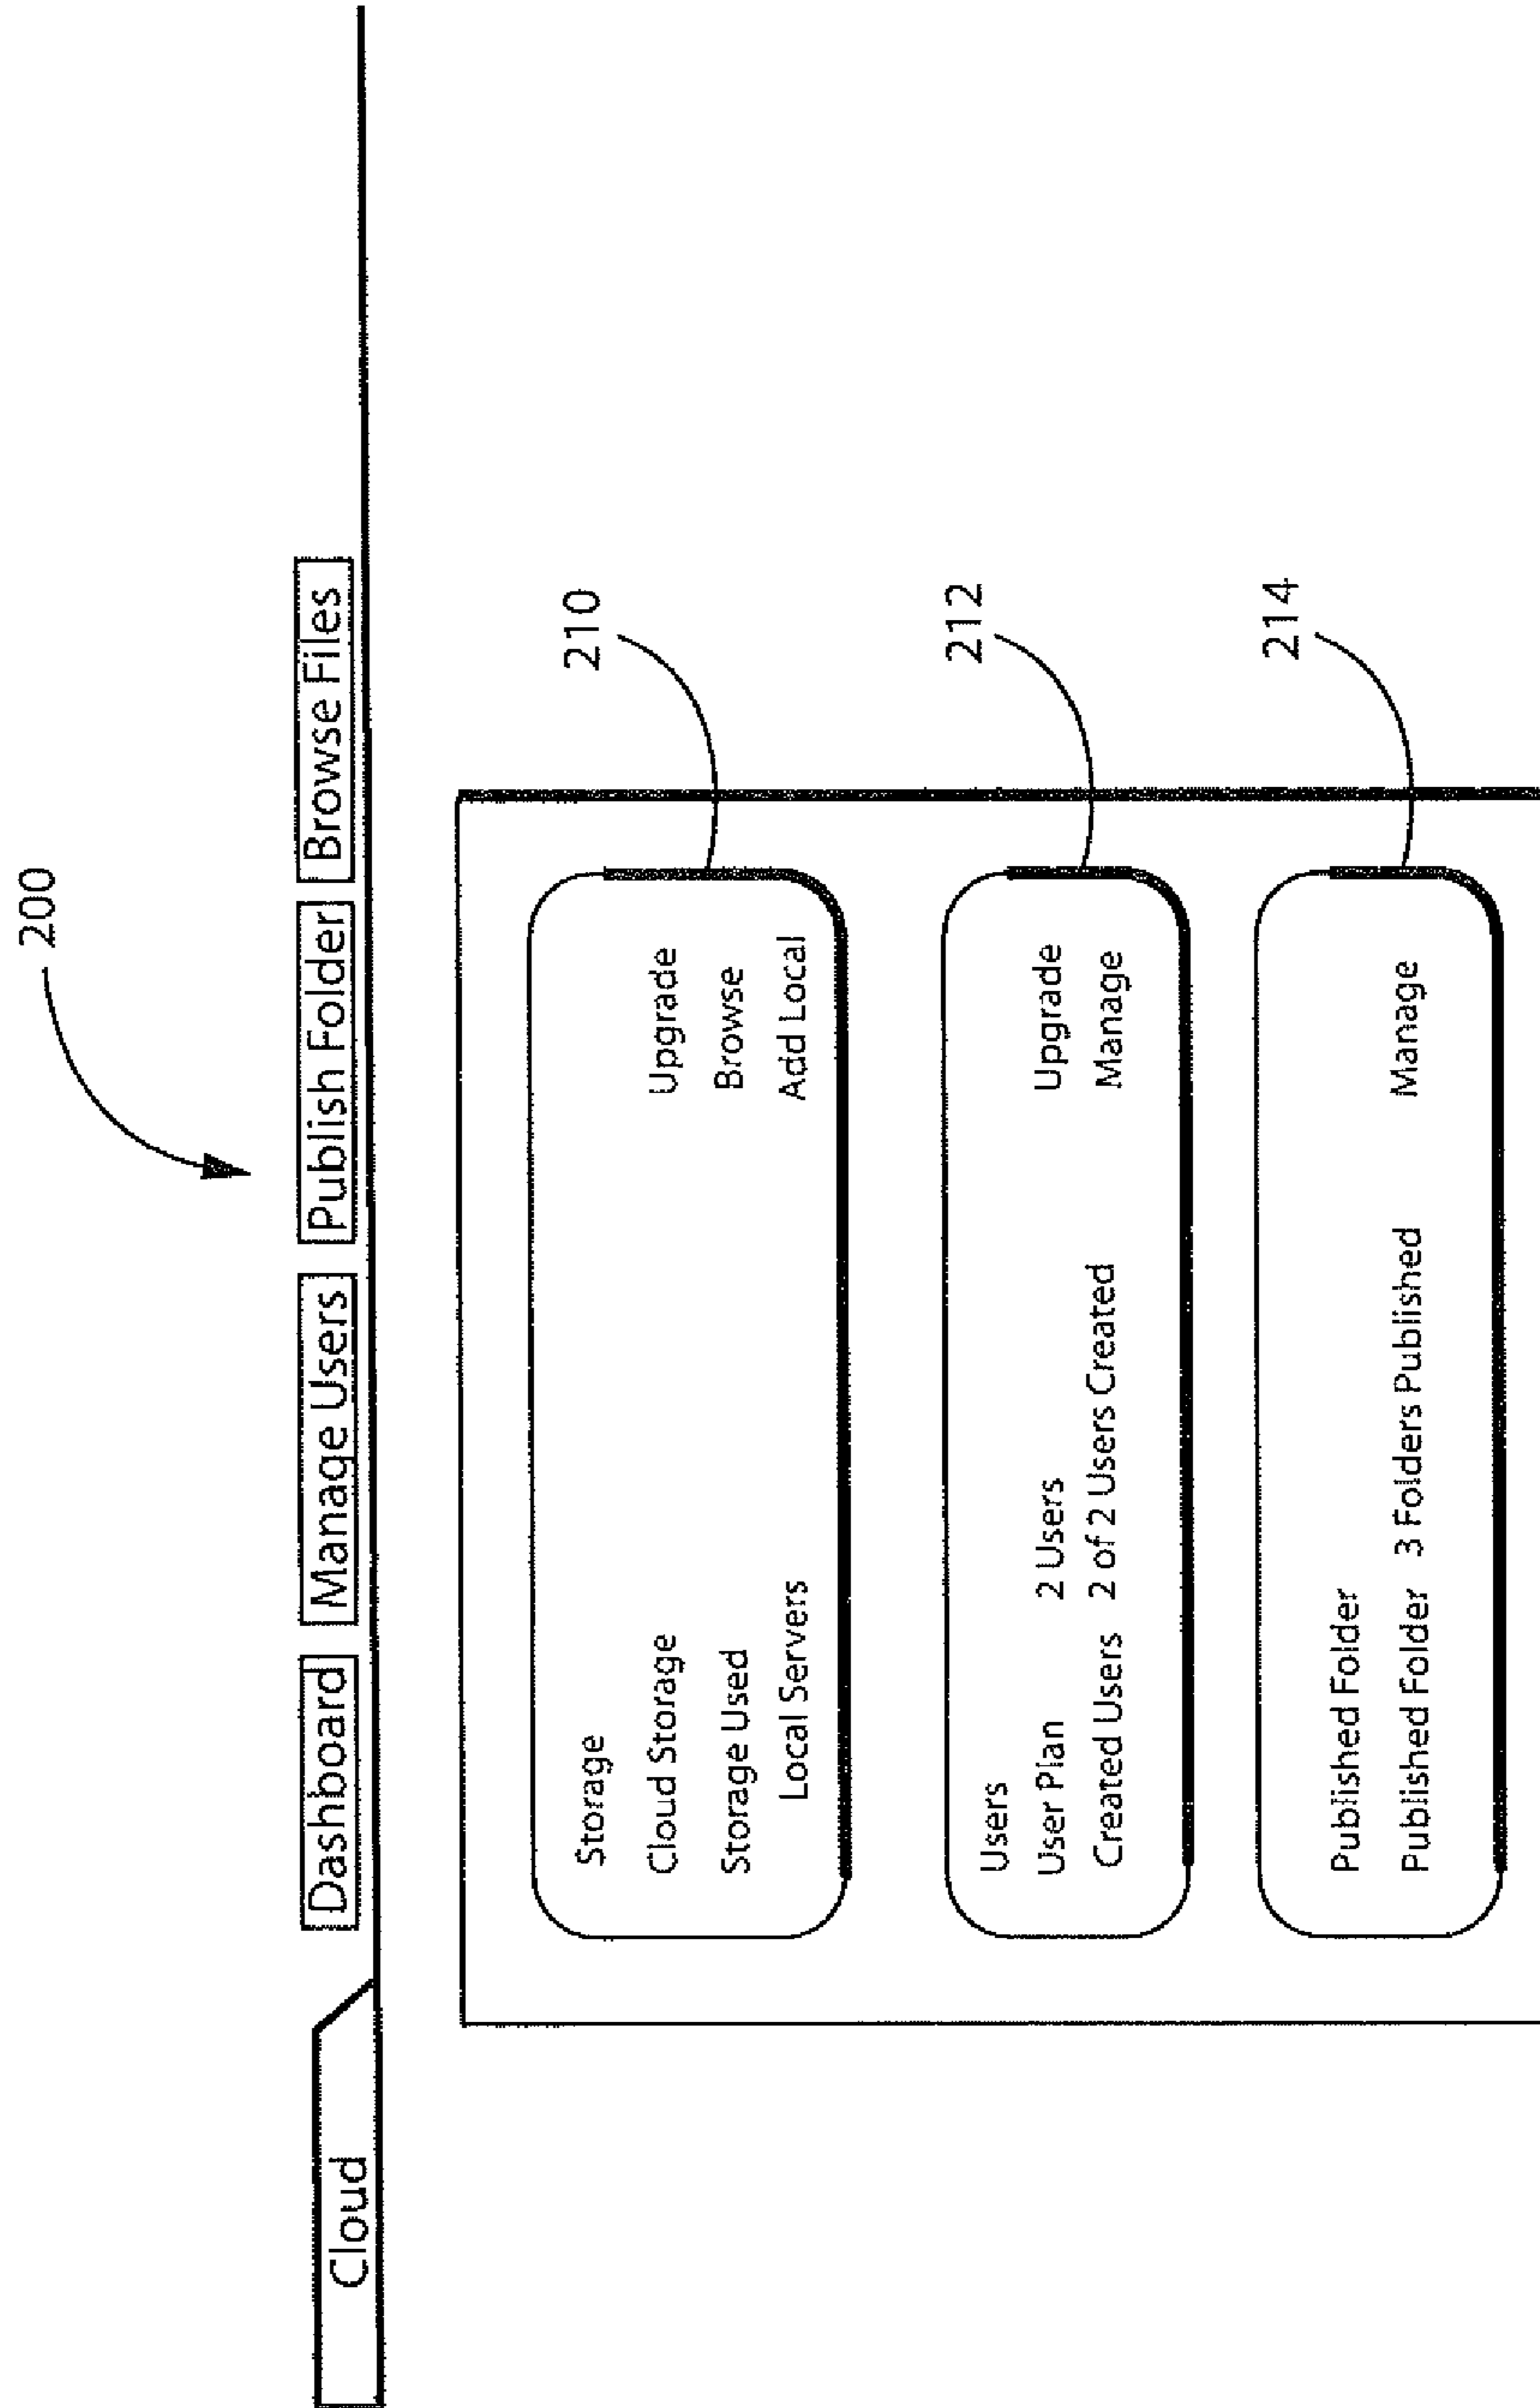 200
Cloud Dashboard Manage Users Publish Folder Browse Files
210
Storage
Cloud Storage Upgrade
Storage Used Browse
Local Servers Add Local
212
Users
User Plan 2 Users Upgrade
Created Users 2 of 2 Users Created Manage
214
Published Folder
Published Folder 3 Folders Published Manage